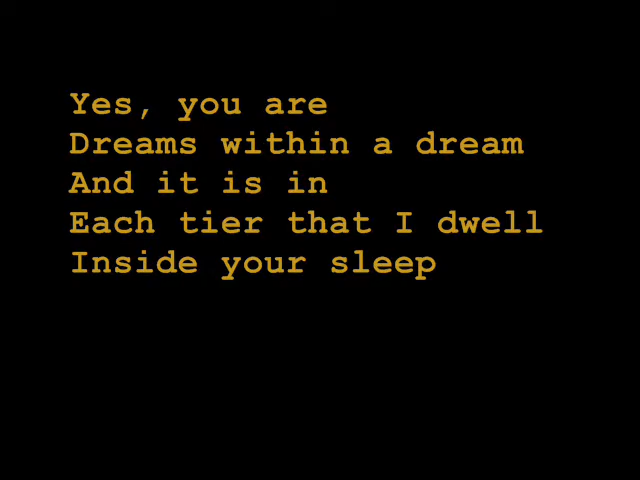 Yes, you are
Dreams within a dream
And it is in
Each tier that I dwell
Inside your sleep